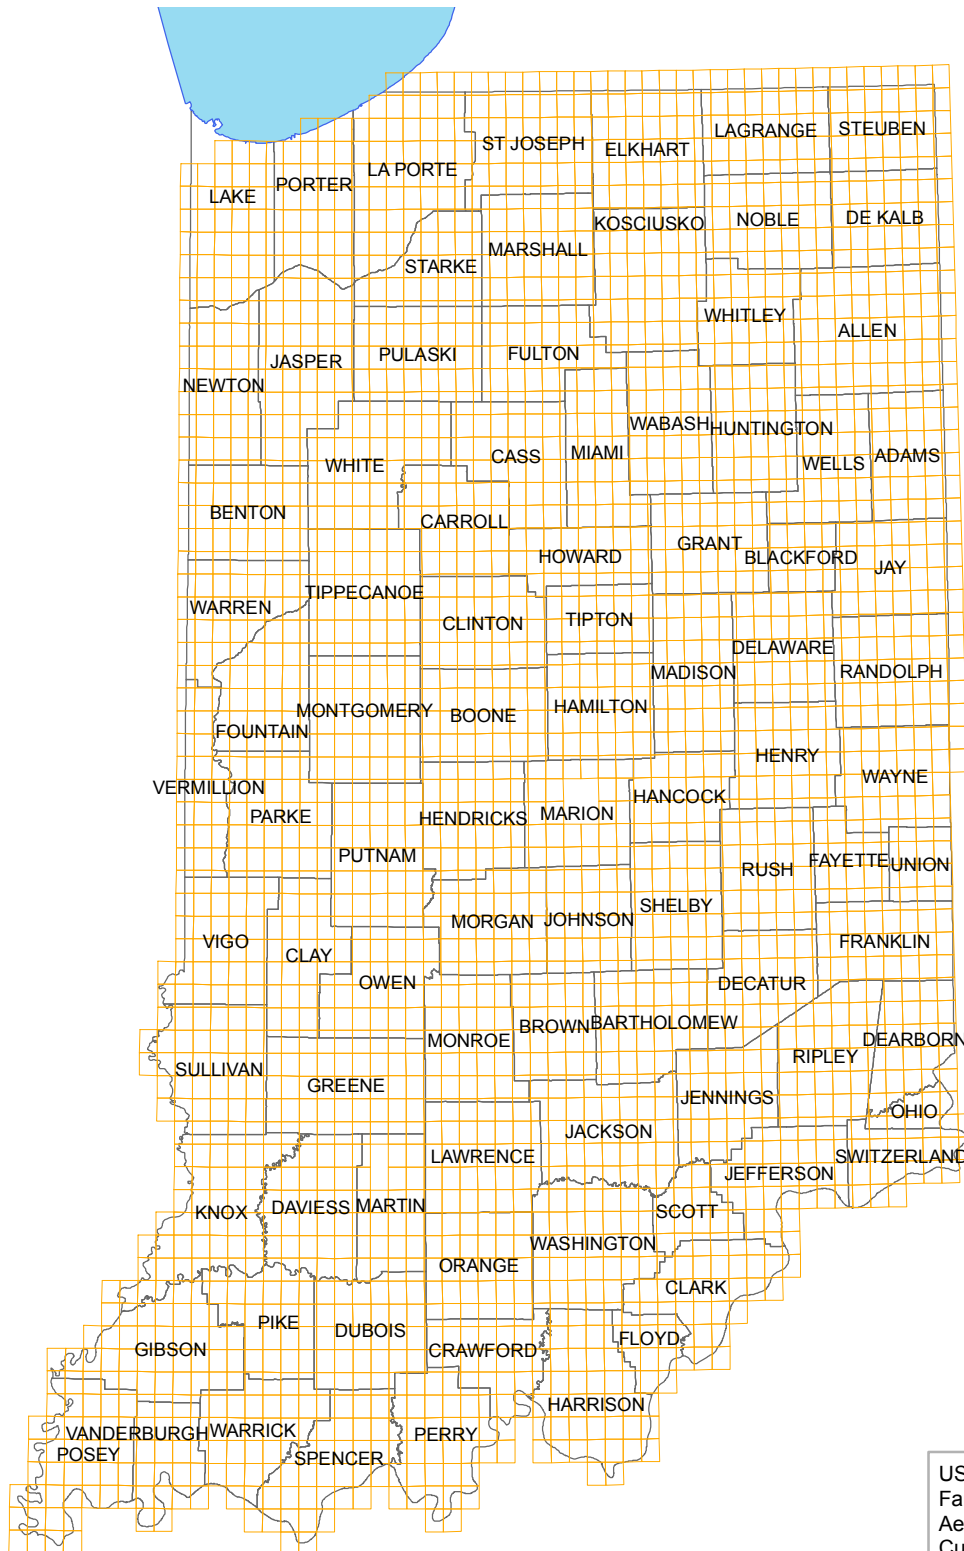 LAGRANGE
STEUBEN
ST JOSEPH
ELKHART
LA PORTE
PORTER
LAKE
KOSCIUSKO
NOBLE
DE KALB
MARSHALL
STARKE
WHITLEY
ALLEN
JASPER
PULASKI
FULTON
NEWTON
WABASH
HUNTINGTON
WHITE
CASS
MIAMI
WELLS
ADAMS
BENTON
CARROLL
GRANT
HOWARD
BLACKFORD
JAY
TIPPECANOE
WARREN
CLINTON
TIPTON
DELAWARE
MADISON
RANDOLPH
MONTGOMERY
BOONE
HAMILTON
FOUNTAIN
HENRY
WAYNE
VERMILLION
PARKE
HENDRICKS
MARION
HANCOCK
PUTNAM
RUSH
FAYETTE
UNION
MORGAN
JOHNSON
SHELBY
VIGO
CLAY
FRANKLIN
OWEN
DECATUR
MONROE
BROWN
BARTHOLOMEW
DEARBORN
RIPLEY
SULLIVAN
GREENE
JENNINGS
OHIO
JACKSON
LAWRENCE
SWITZERLAND
JEFFERSON
KNOX
DAVIESS
MARTIN
SCOTT
WASHINGTON
ORANGE
CLARK
PIKE
DUBOIS
FLOYD
GIBSON
CRAWFORD
HARRISON
VANDERBURGH
WARRICK
PERRY
POSEY
SPENCER
US
Fa
Ae
Cu